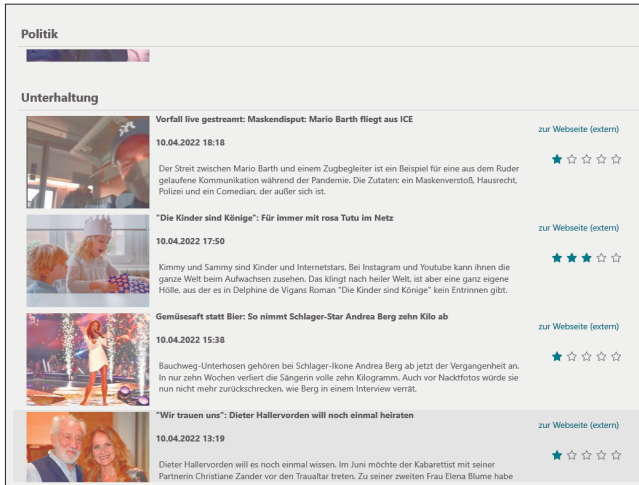 Politik
Unterhaltung
Vorfall live gestreamt: Maskendisput: Mario Barth fliegt aus ICE
zur Webseite (extern)
10.04.2022 18:18
Der Streit zwischen Mario Barth und einem Zugbegleiter ist ein Beispiel für eine aus dem Ruder
gelaufene Kommunikation während der Pandemie. Die Zutaten: ein Maskenverstoß, Hausrecht,
Polizei und ein Comedian, der außer sich ist.
"Die Kinder sind Könige": Für immer mit rosa Tutu im Netz
zur Webseite (extern)
10.04.2022 17:50
Kimmy und Sammy sind Kinder und Internetstars. Bei Instagram und Youtube kann ihnen die
ganze Welt beim Aufwachsen zusehen. Das klingt nach heiler Welt, ist aber eine ganz eigene
Hölle, aus der es in Delphine de Vigans Roman "Die Kinder sind Könige" kein Entrinnen gibt.
Gemüsesaft statt Bier: So nimmt Schlager-Star Andrea Berg zehn Kilo ab
zur Webseite (extern)
10.04.2022 15:38
Bauchweg-Unterhosen gehören bei Schlager-Ikone Andrea Berg ab jetzt der Vergangenheit an.
In nur zehn Wochen verliert die Sängerin volle zehn Kilogramm. Auch vor Nacktfotos würde sie
nun nicht mehr zurückschrecken, wie Berg in einem Interview verrät.
"Wir trauen uns": Dieter Hallervorden will noch einmal heiraten
zur Webseite (extern)
10.04.2022 13:19
Dieter Hallervorden will es noch einmal wissen. Im Juni möchte der Kabarettist mit seiner
Partnerin Christiane Zander vor den Traualtar treten. Zu seiner zweiten Frau Elena Blume habe